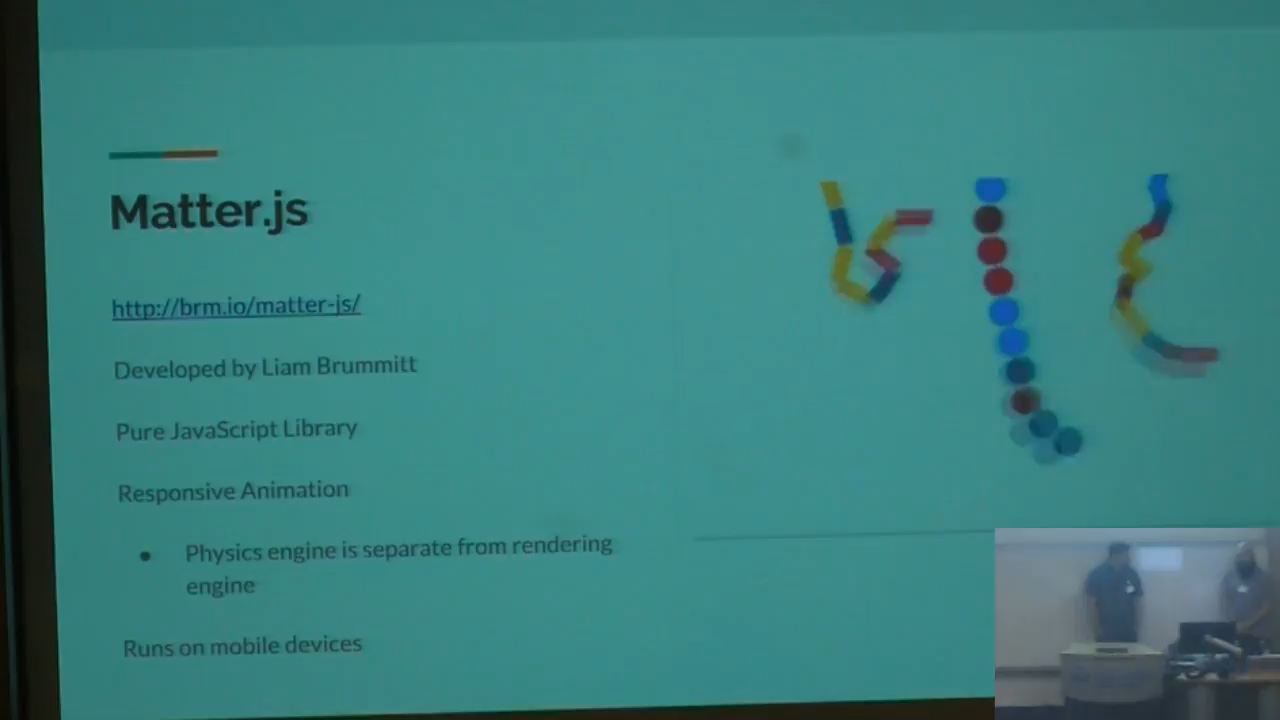 Matter.js
http://brm.io/matter-js/
Developed by Liam Brummitt
Pure JavaScript Library
Responsive Animation
• Physics engine is separate from rendering
engine
Runs on mobile devices